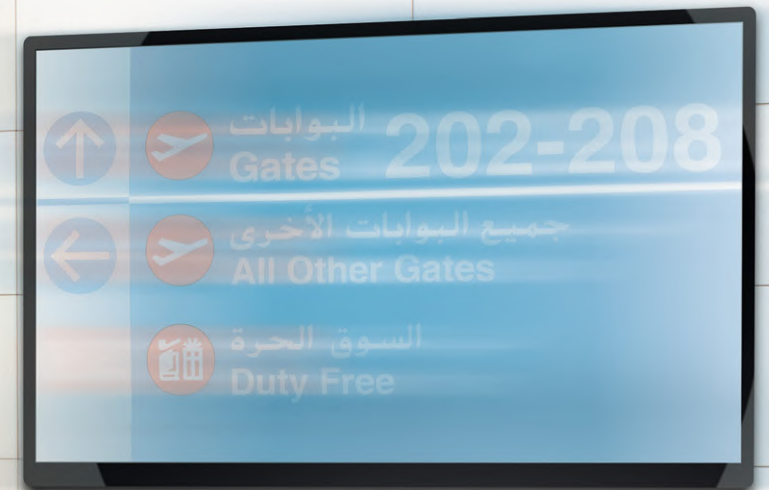 البوابات
Gates 202-208
جميع البوابات الأخرى
All Other Gates
السوق الحرة
Duty Free